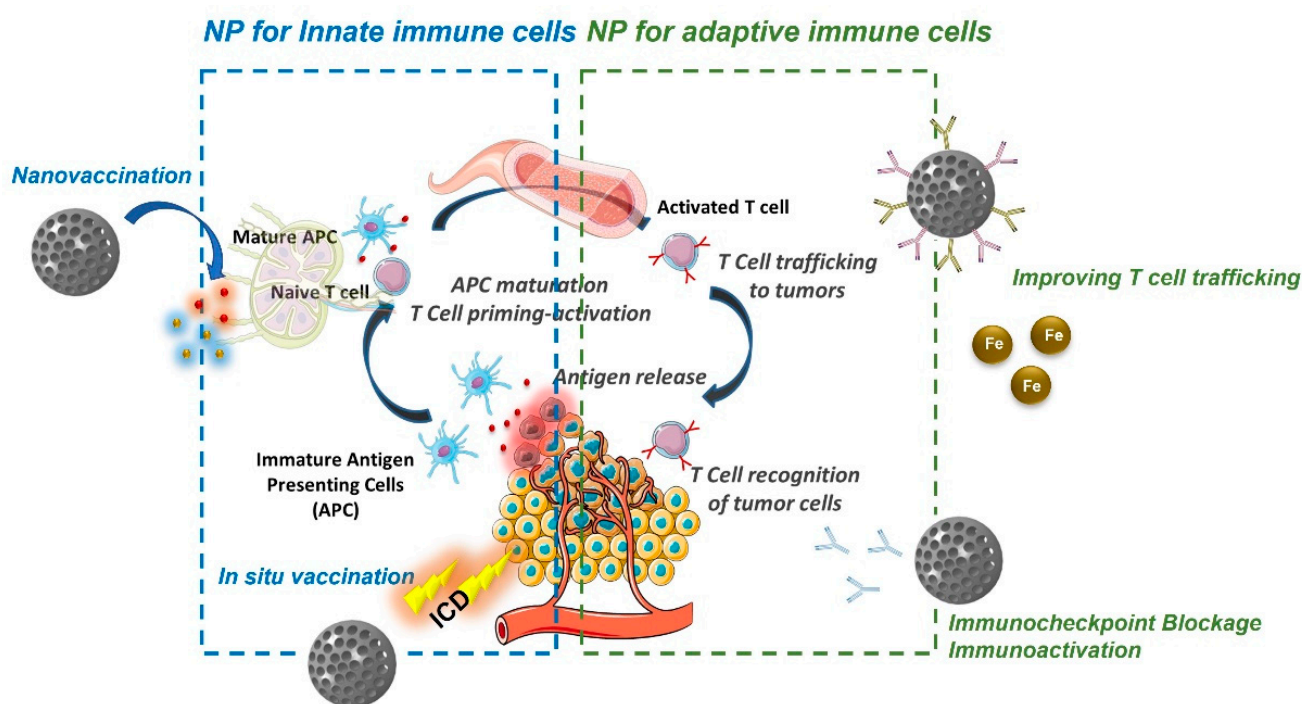 NP for Innate immune cells
NP for adaptive immune cells
Nanovaccination
Mature APC
Naive T cell
APC maturation
T Cell priming-activation
Activated T cell
T Cell trafficking
to tumors
Improving T cell trafficking
Fe
Fe
Fe
Antigen release
Immature Antigen
Presenting Cells
(APC)
T Cell recognition
of tumor cells
In situ vaccination
ICD
Immunocheckpoint Blockage
Immunoactivation